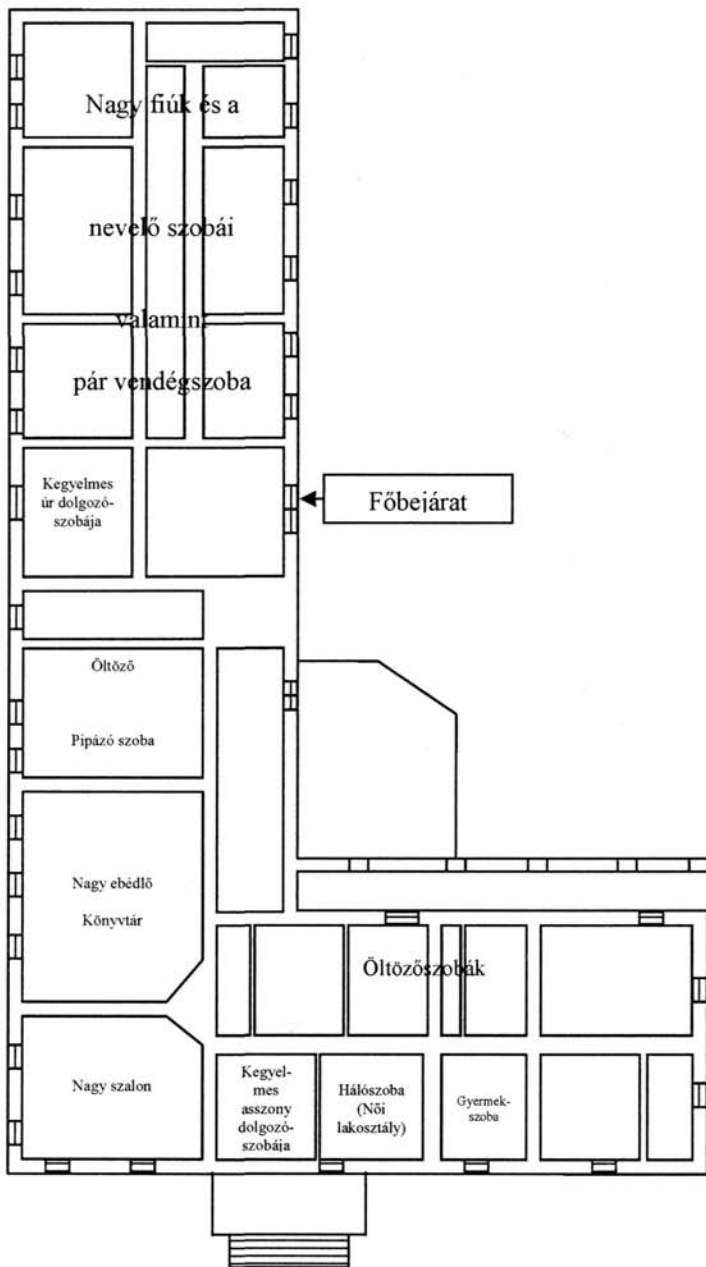 Nagy fiúk és a
nevelő szobái
valamint
pár vendégszoba
Kegyelmes
úr dolgozó-
szobája
Főbejárat
Öltöző
Pipázó szoba
Nagy ebédlő
Könyvtár
Öltözőszobák
Nagy szalon
Kegyel-
mes
asszony
dolgozó-
szobája
Hálószoba
(Női
lakosztály)
Gyermek-
szoba